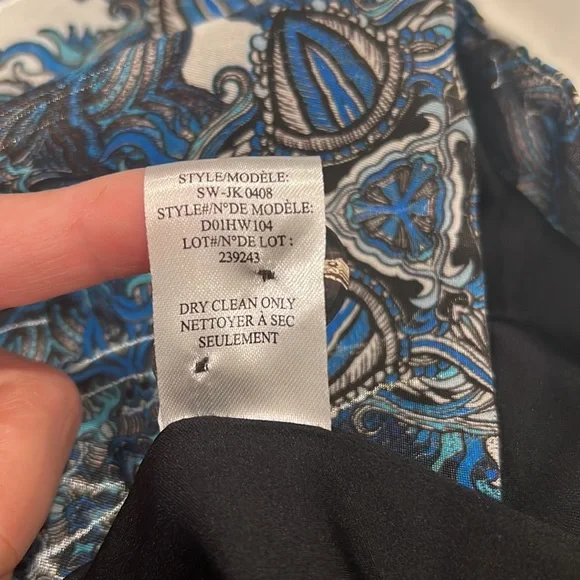 STYLE/MODÈLE:
SW-JK 0408
STYLE#/N°DE MODÈLE:
D01HW104
LOT#/N°DE LOT :
239243
DRY CLEAN ONLY
NETTOYER À SEC
SEULEMENT